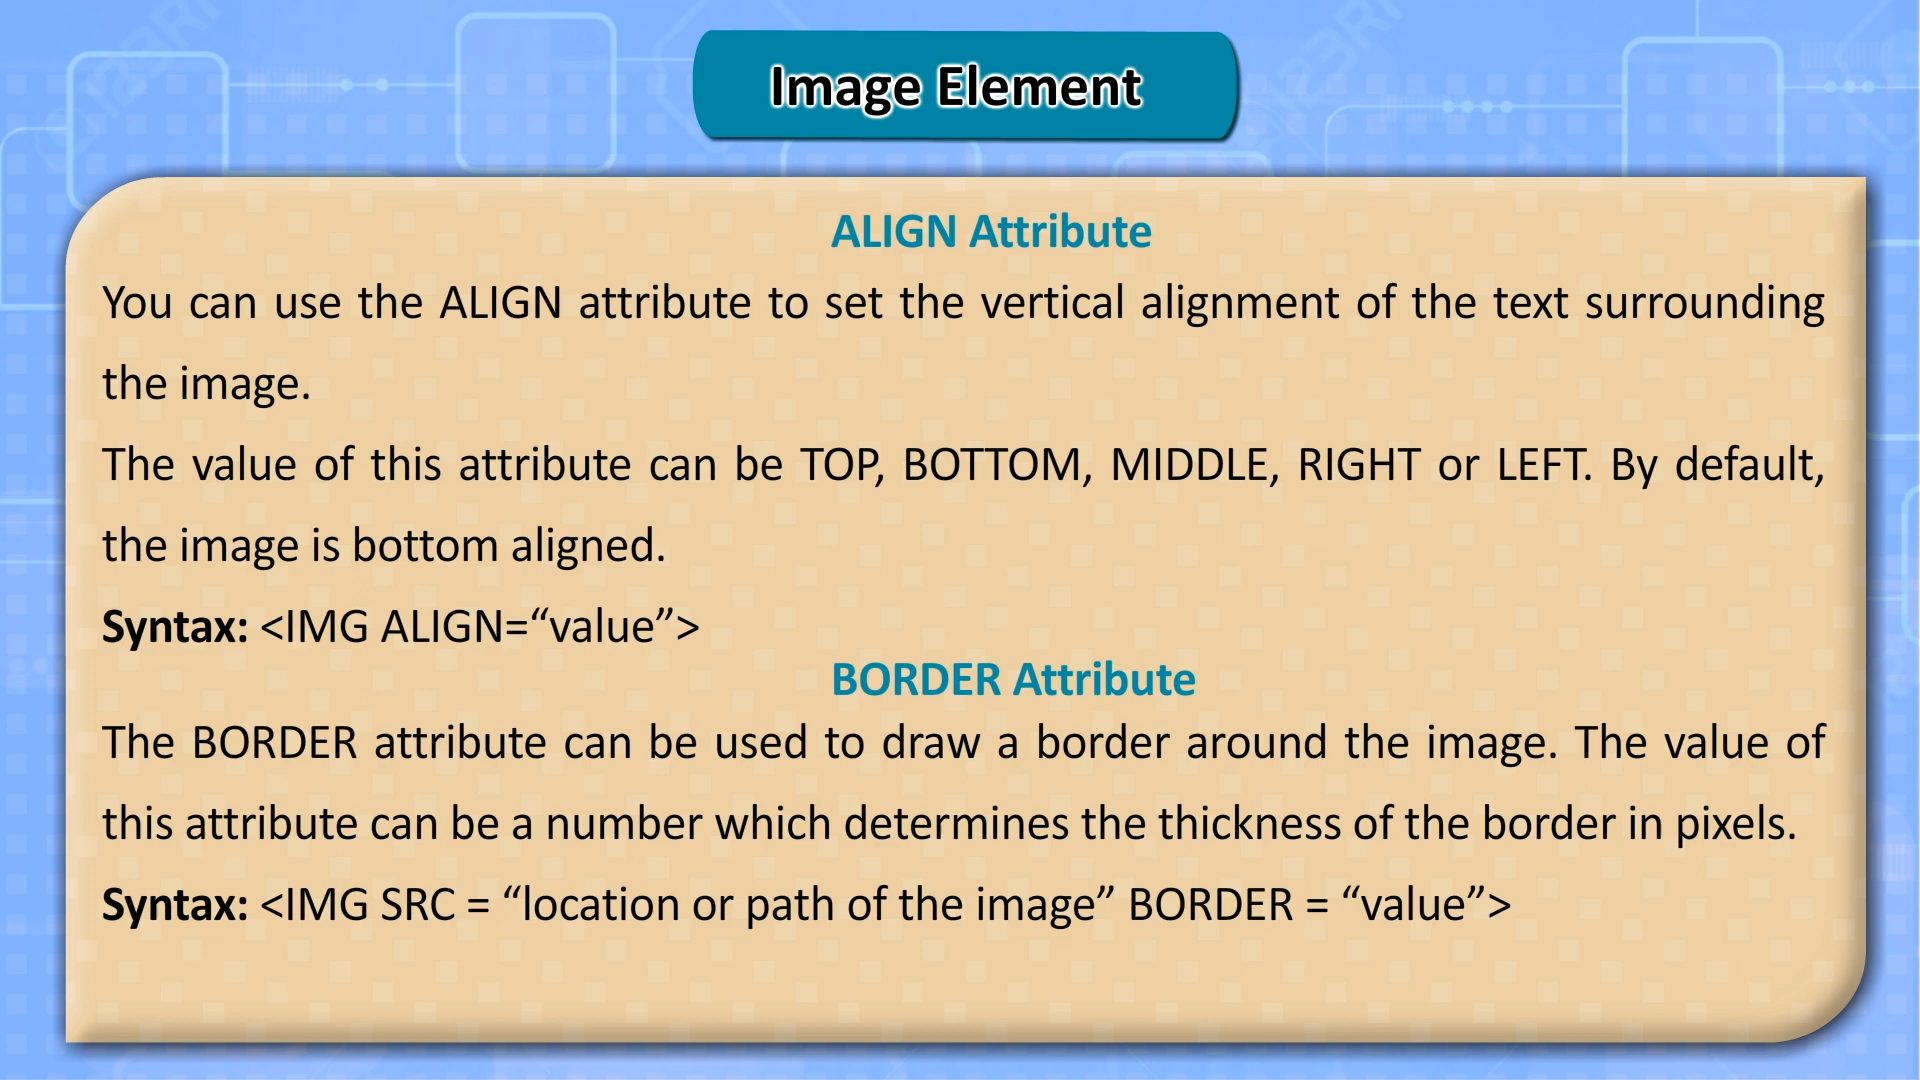 Image Element
ALIGN Attribute
You can use the ALIGN attribute to set the vertical alignment of the text surrounding
the image.
The value of this attribute can be TOP, BOTTOM, MIDDLE, RIGHT or LEFT. By default,
the image is bottom aligned.
Syntax: <IMG ALIGN=“value”>
BORDER Attribute
The BORDER attribute can be used to draw a border around the image. The value of
this attribute can be a number which determines the thickness of the border in pixels.
Syntax: <IMG SRC = “location or path of the image” BORDER = “value”>